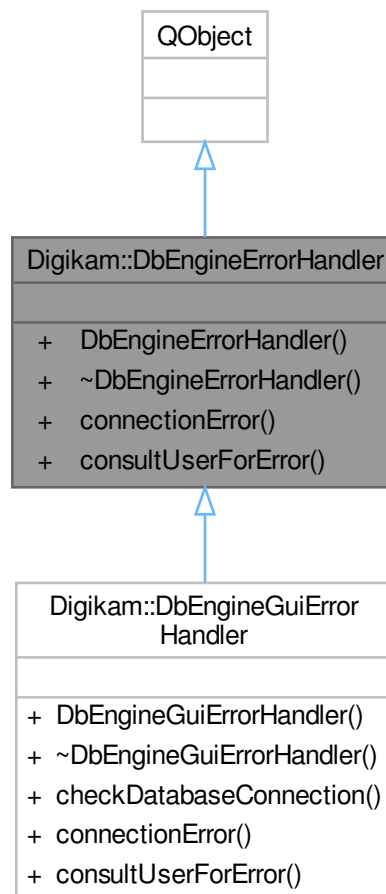 QObject
Digikam::DbEngineErrorHandler
+ DbEngineErrorHandler()
+ ~DbEngineErrorHandler()
+ connectionError()
+ consultUserForError()
Digikam::DbEngineGuiError
Handler
+ DbEngineGuiErrorHandler()
+ ~DbEngineGuiErrorHandler()
+ checkDatabaseConnection()
+ connectionError()
+ consultUserForError()